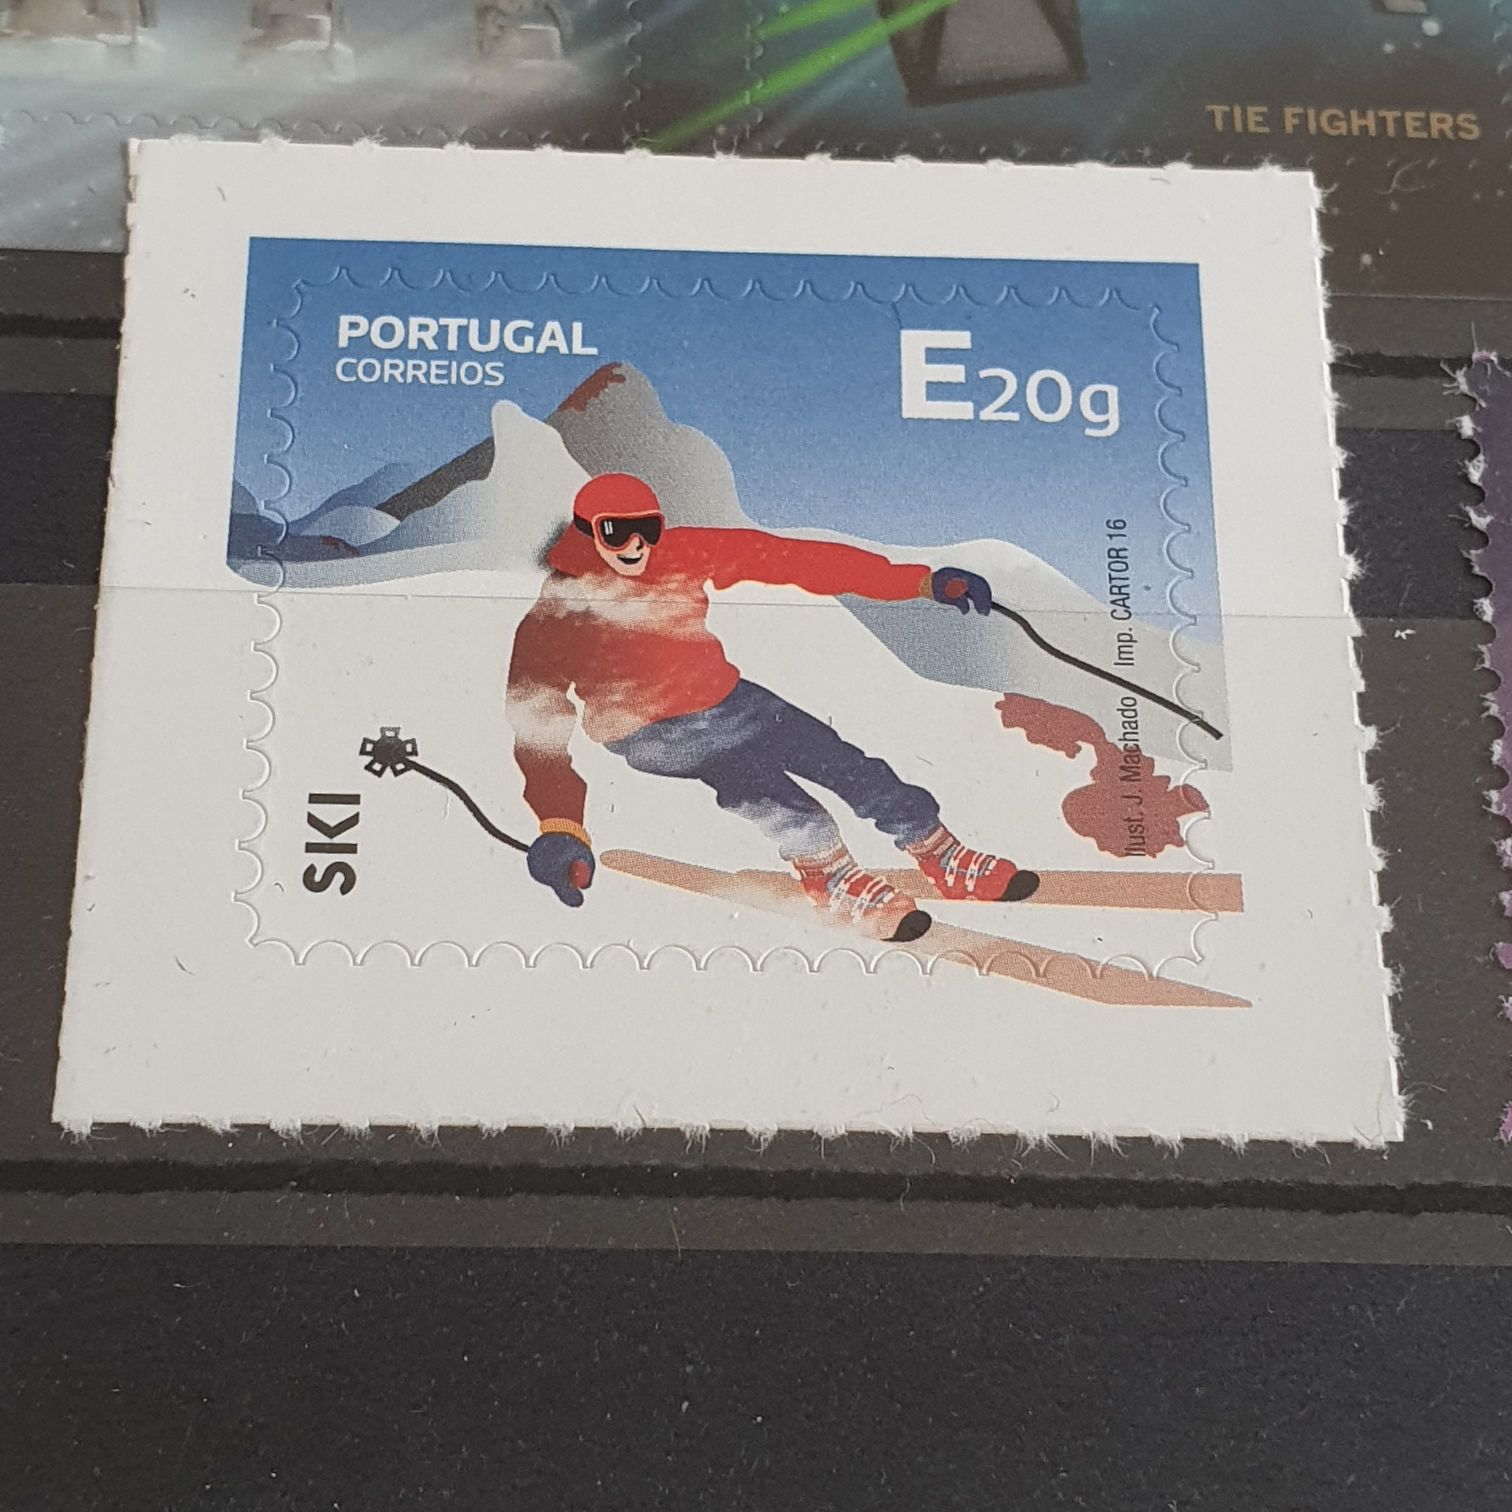 TIE FIGHTERS
PORTUGAL
CORREIOS
E20g
SKI
Ilust. J. Machado Imp. CARTOR 16